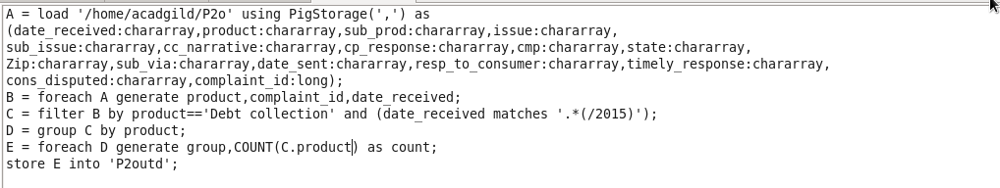 A = load '/home/acadgild/P2o' using PigStorage(',') as
(date_received:chararray,product:chararray,sub_prod:chararray,issue:chararray,
sub_issue:chararray,cc_narrative:chararray,cp_response:chararray,cmp:chararray,state:chararray,
Zip:chararray,sub_via:chararray,date_sent:chararray,resp_to_consumer:chararray,timely_response:chararray,
cons_disputed:chararray,complaint_id:long);
B = foreach A generate product,complaint_id,date_received;
C = filter B by product=='Debt collection' and (date_received matches '.*(/2015)');
D = group C by product;
E = foreach D generate group,COUNT(C.product) as count;
store E into 'P2outd';